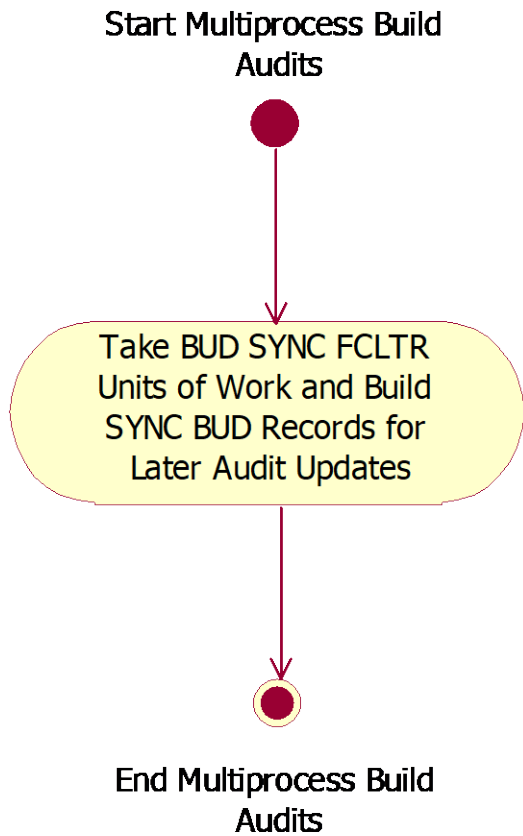 Start Multiprocess Build
Audits
Take BUD SYNC FCLTR
Units of Work and Build
SYNC BUD Records for
Later Audit Updates
End Multiprocess Build
Audits